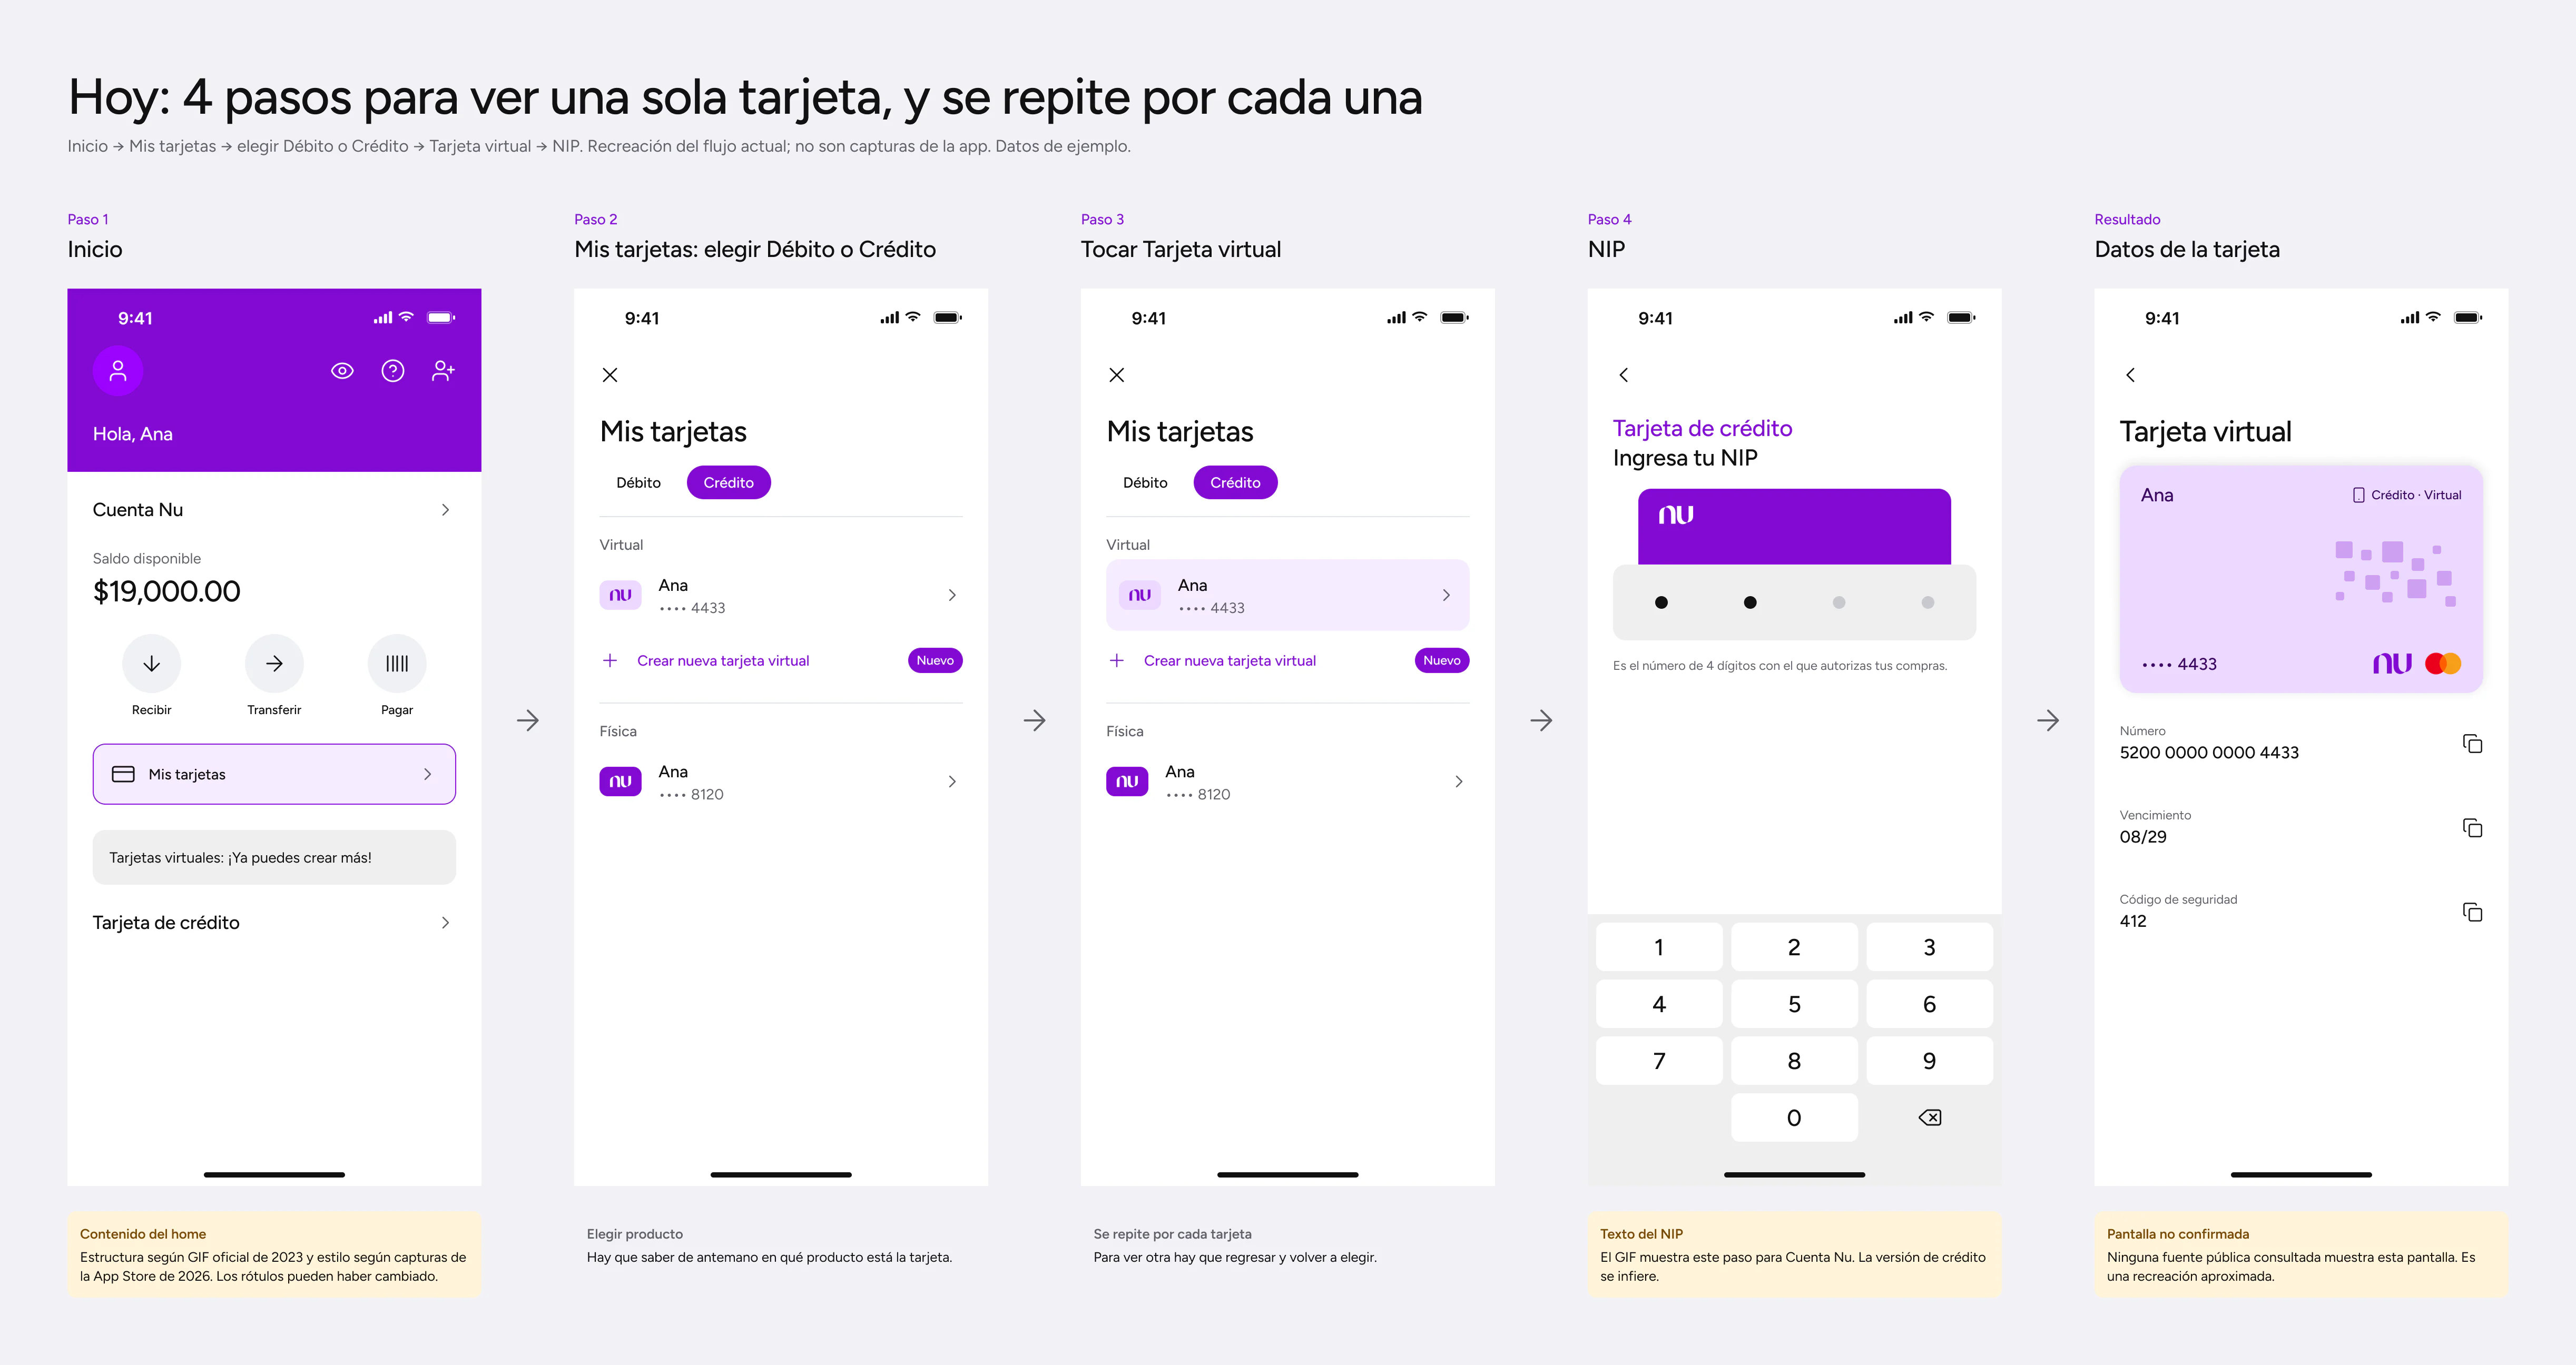 Hoy: 4 pasos para ver una sola tarjeta, y se repite por cada una
Inicio → Mis tarjetas → elegir Débito o Crédito → Tarjeta virtual → NIP. Recreación del flujo actual; no son capturas de la app. Datos de ejemplo.
Paso 1
Inicio
9:41
Hola, Ana
Cuenta Nu
Saldo disponible
$19,000.00
Recibir
Transferir
Pagar
Mis tarjetas
Tarjetas virtuales: ¡Ya puedes crear más!
Tarjeta de crédito
Contenido del home
Estructura según GIF oficial de 2023 y estilo según capturas de
la App Store de 2026. Los rótulos pueden haber cambiado.
Paso 2
Mis tarjetas: elegir Débito o Crédito
9:41
Mis tarjetas
Débito
Crédito
Virtual
nu
Ana
•••• 4433
Crear nueva tarjeta virtual
Nuevo
Física
nu
Ana
•••• 8120
Elegir producto
Hay que saber de antemano en qué producto está la tarjeta.
Paso 3
Tocar Tarjeta virtual
9:41
Mis tarjetas
Débito
Crédito
Virtual
nu
Ana
•••• 4433
Crear nueva tarjeta virtual
Nuevo
Física
nu
Ana
•••• 8120
Se repite por cada tarjeta
Para ver otra hay que regresar y volver a elegir.
Paso 4
NIP
9:41
Tarjeta de crédito
Ingresa tu NIP
nu
Es el número de 4 dígitos con el que autorizas tus compras.
1 2 3
4 5 6
7 8 9
0
Texto del NIP
El GIF muestra este paso para Cuenta Nu. La versión de crédito
se infiere.
Resultado
Datos de la tarjeta
9:41
Tarjeta virtual
Ana
Crédito · Virtual
•••• 4433
nu
Número
5200 0000 0000 4433
Vencimiento
08/29
Código de seguridad
412
Pantalla no confirmada
Ninguna fuente pública consultada muestra esta pantalla. Es
una recreación aproximada.